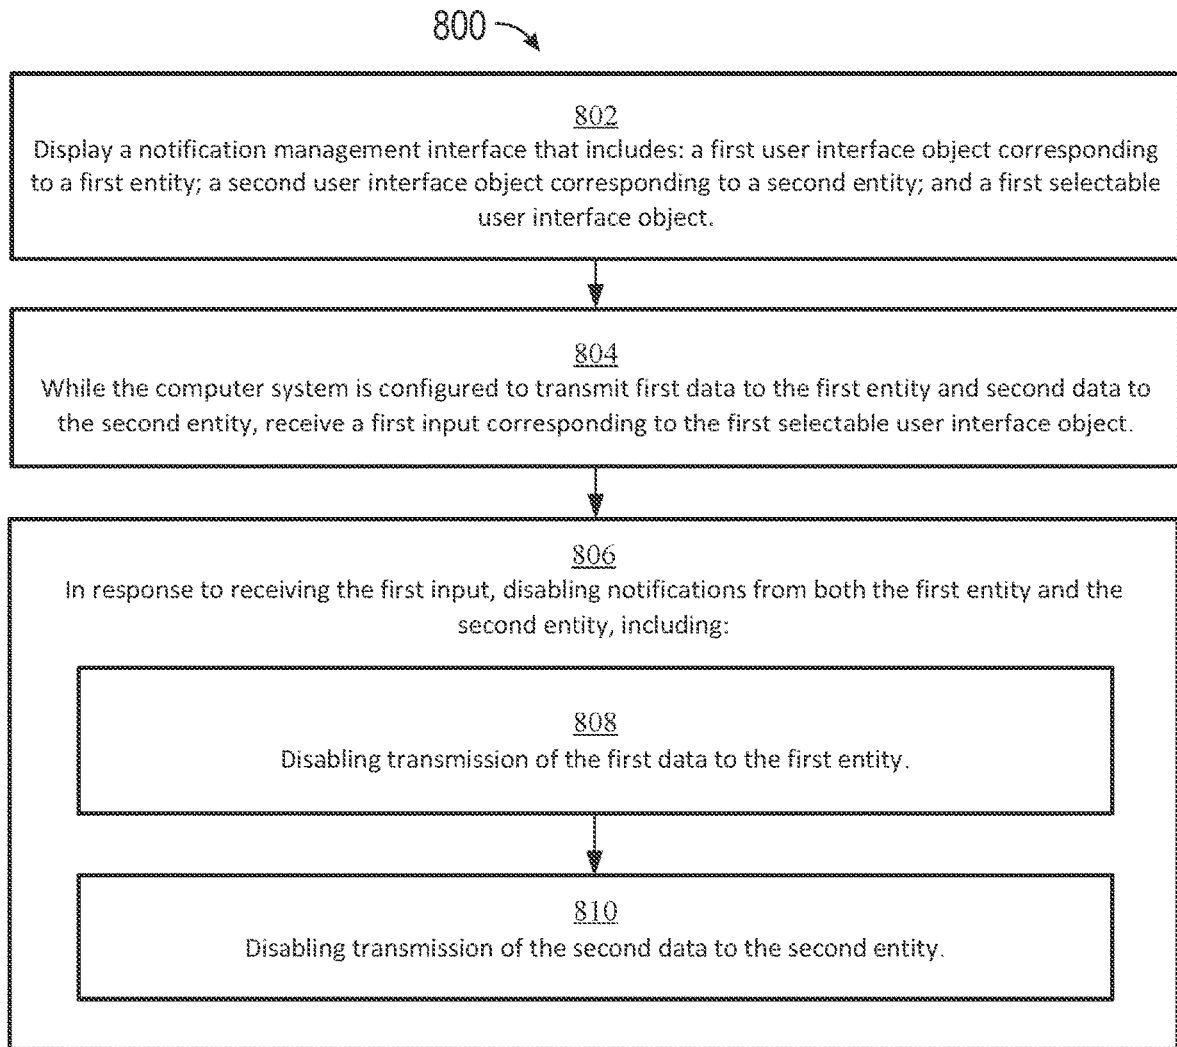 800
802
Display a notification management interface that includes: a first user interface object corresponding
to a first entity; a second user interface object corresponding to a second entity; and a first selectable
user interface object.
804
While the computer system is configured to transmit first data to the first entity and second data to
the second entity, receive a first input corresponding to the first selectable user interface object.
806
In response to receiving the first input, disabling notifications from both the first entity and the
second entity, including:
808
Disabling transmission of the first data to the first entity.
810
Disabling transmission of the second data to the second entity.